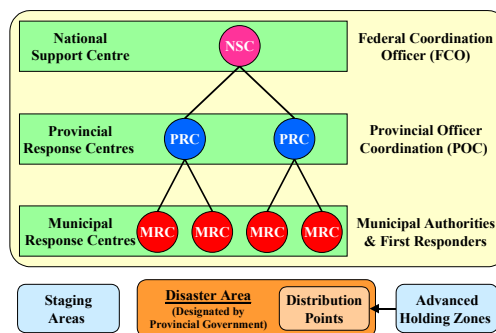 National
Support Centre
NSC
Federal Coordination
Officer (FCO)
Provincial
Response Centres
PRC
PRC
Provincial Officer
Coordination (POC)
Municipal
Response Centres
MRC
MRC
MRC
MRC
Municipal Authorities
& First Responders
Staging
Areas
Disaster Area
(Designated by
Provincial Government)
Distribution
Points
Advanced
Holding Zones